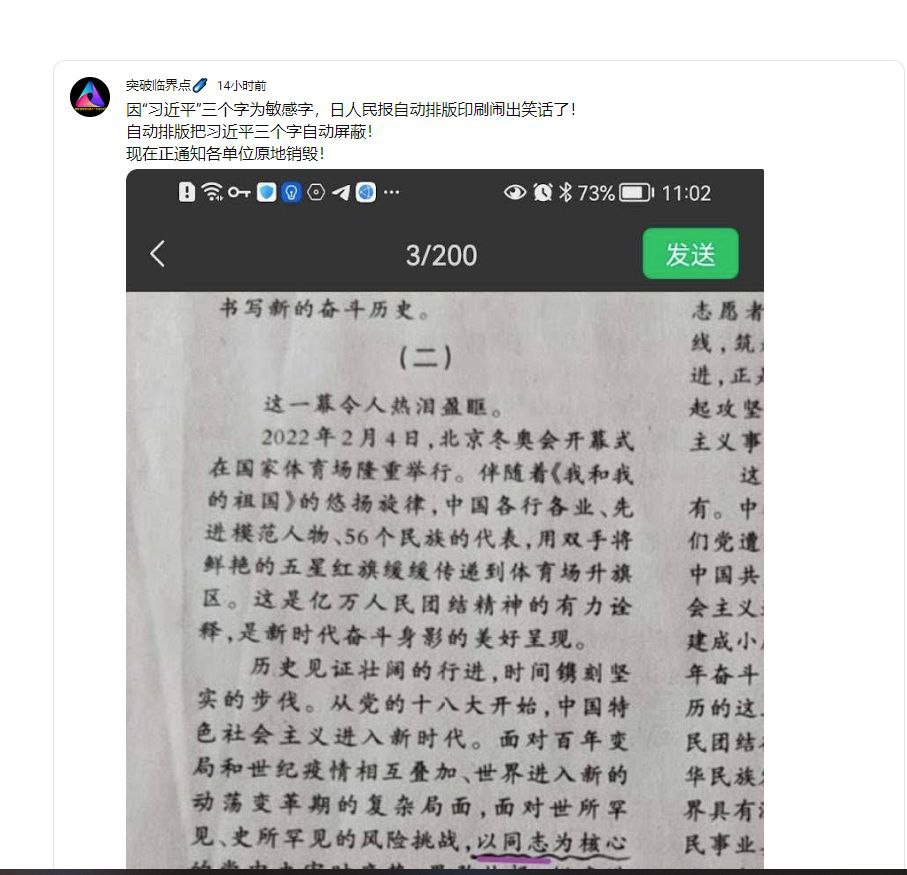 突破临界点 14小时前
因“习近平”三个字为敏感字，日人民报自动排版印刷闹出笑话了！
自动排版把习近平三个字自动屏蔽！
现在正通知各单位原地销毁！
73% 11:02
3/200
发送
书写新的奋斗历史。
（二）
这一幕令人热泪盈眶。
2022年2月4日，北京冬奥会开幕式
在国家体育场隆重举行。伴随着《我和我
的祖国》的悠扬旋律，中国各行各业、先
进模范人物、56个民族的代表，用双手将
鲜艳的五星红旗缓缓传递到体育场升旗
区。这是亿万人民团结精神的有力诠
释，是新时代奋斗身影的美好呈现。
历史见证壮阔的行进，时间镌刻坚
实的步伐。从党的十八大开始，中国特
色社会主义进入新时代。面对百年变
局和世纪疫情相互叠加、世界进入新的
动荡变革期的复杂局面，面对世所罕
见、史所罕见的风险挑战，以同志为核心
志愿者
线，筑
进，正
起攻坚
主义事
这
有。中
们党遭
中国共
会主义
建成小
年奋斗
历的这
民团结
华民族
界具有
民事业